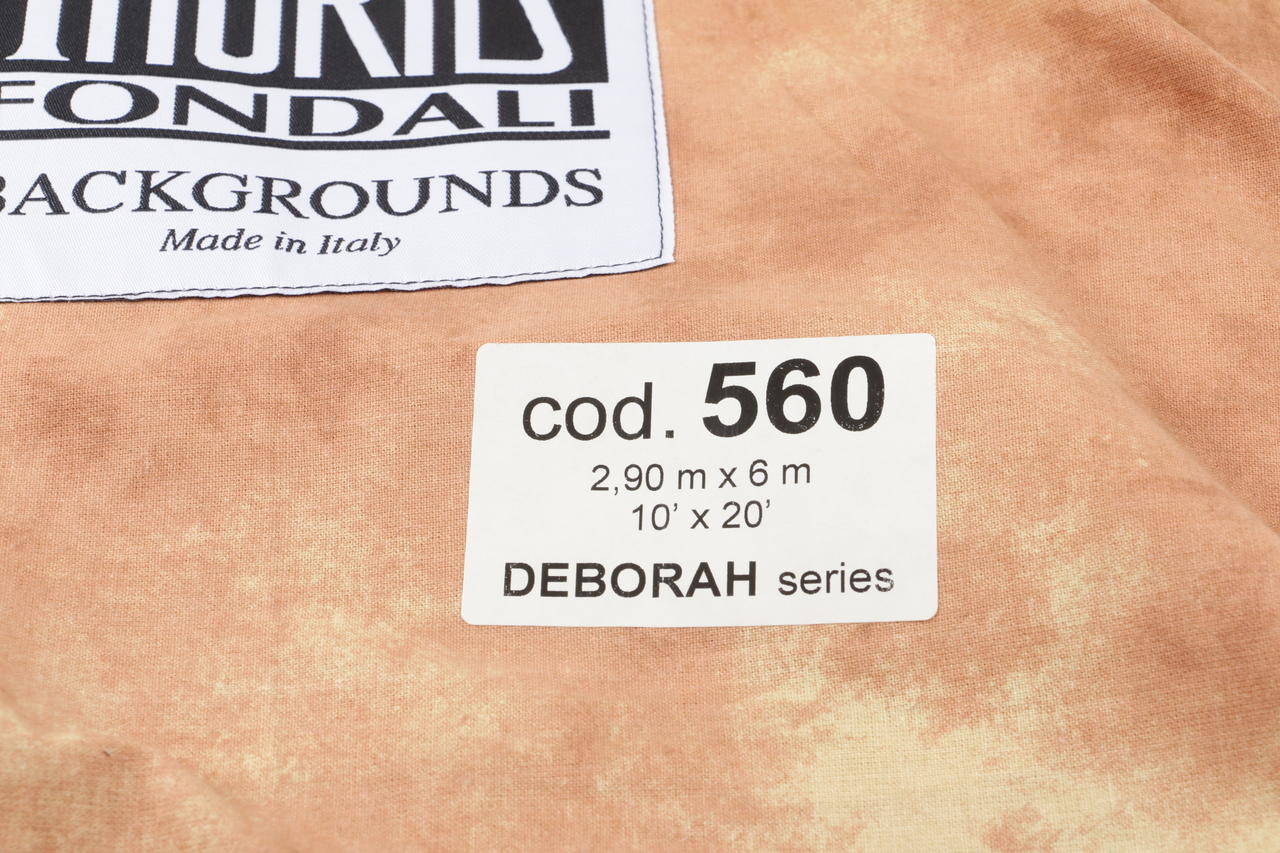 FONDALI
BACKGROUNDS
Made in Italy
cod. 560
2,90 m x 6 m
10’ x 20’
DEBORAH series